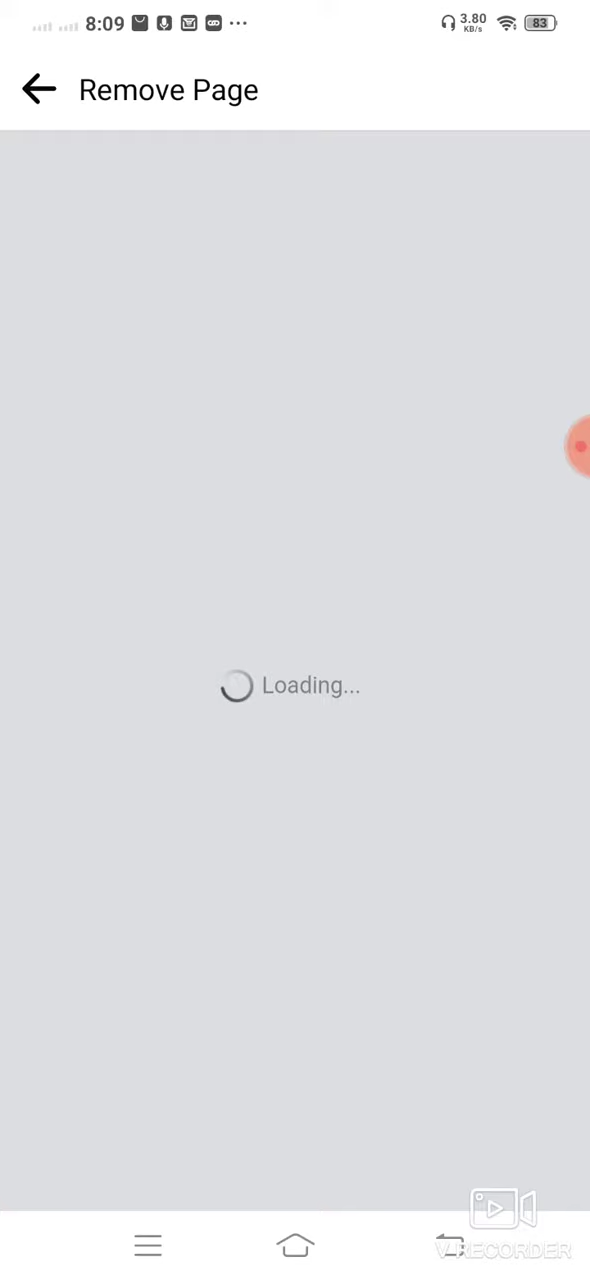 8:09
3.80
KB/s
83
Remove Page
Loading...
V RECORDER